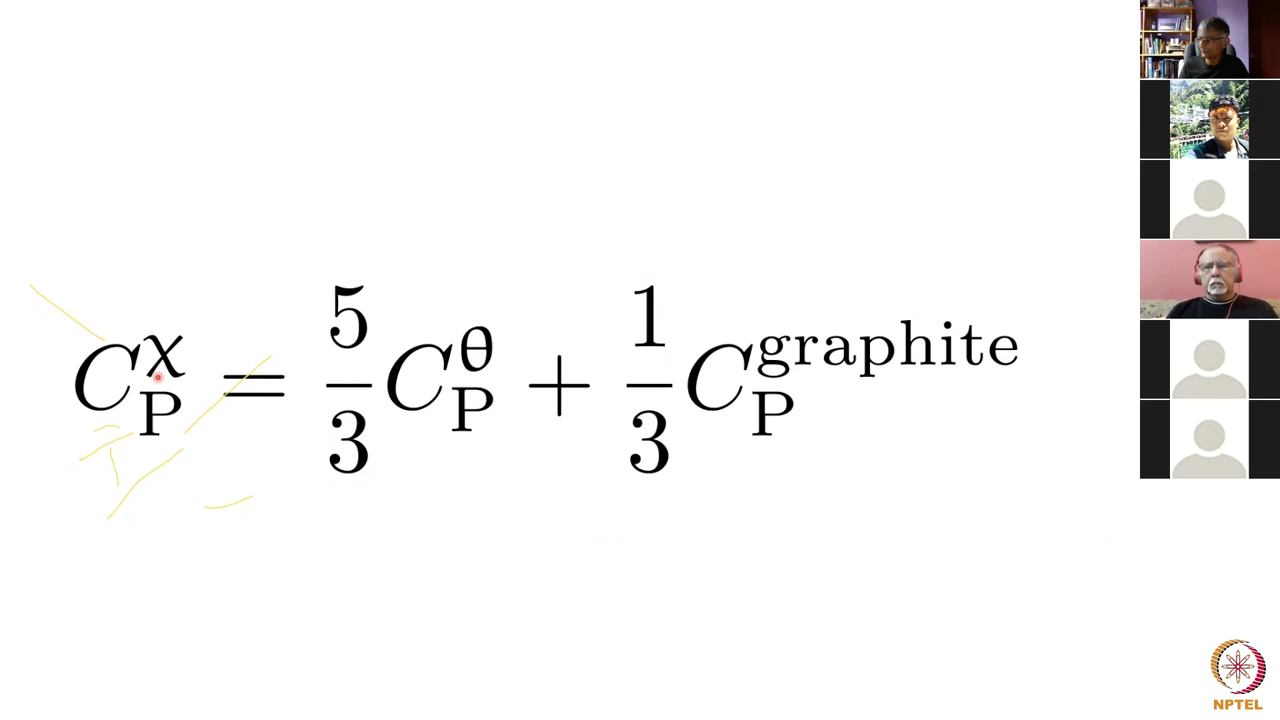 C_P^χ = 5/3 C_P^θ + 1/3 C_P^graphite
NPTEL